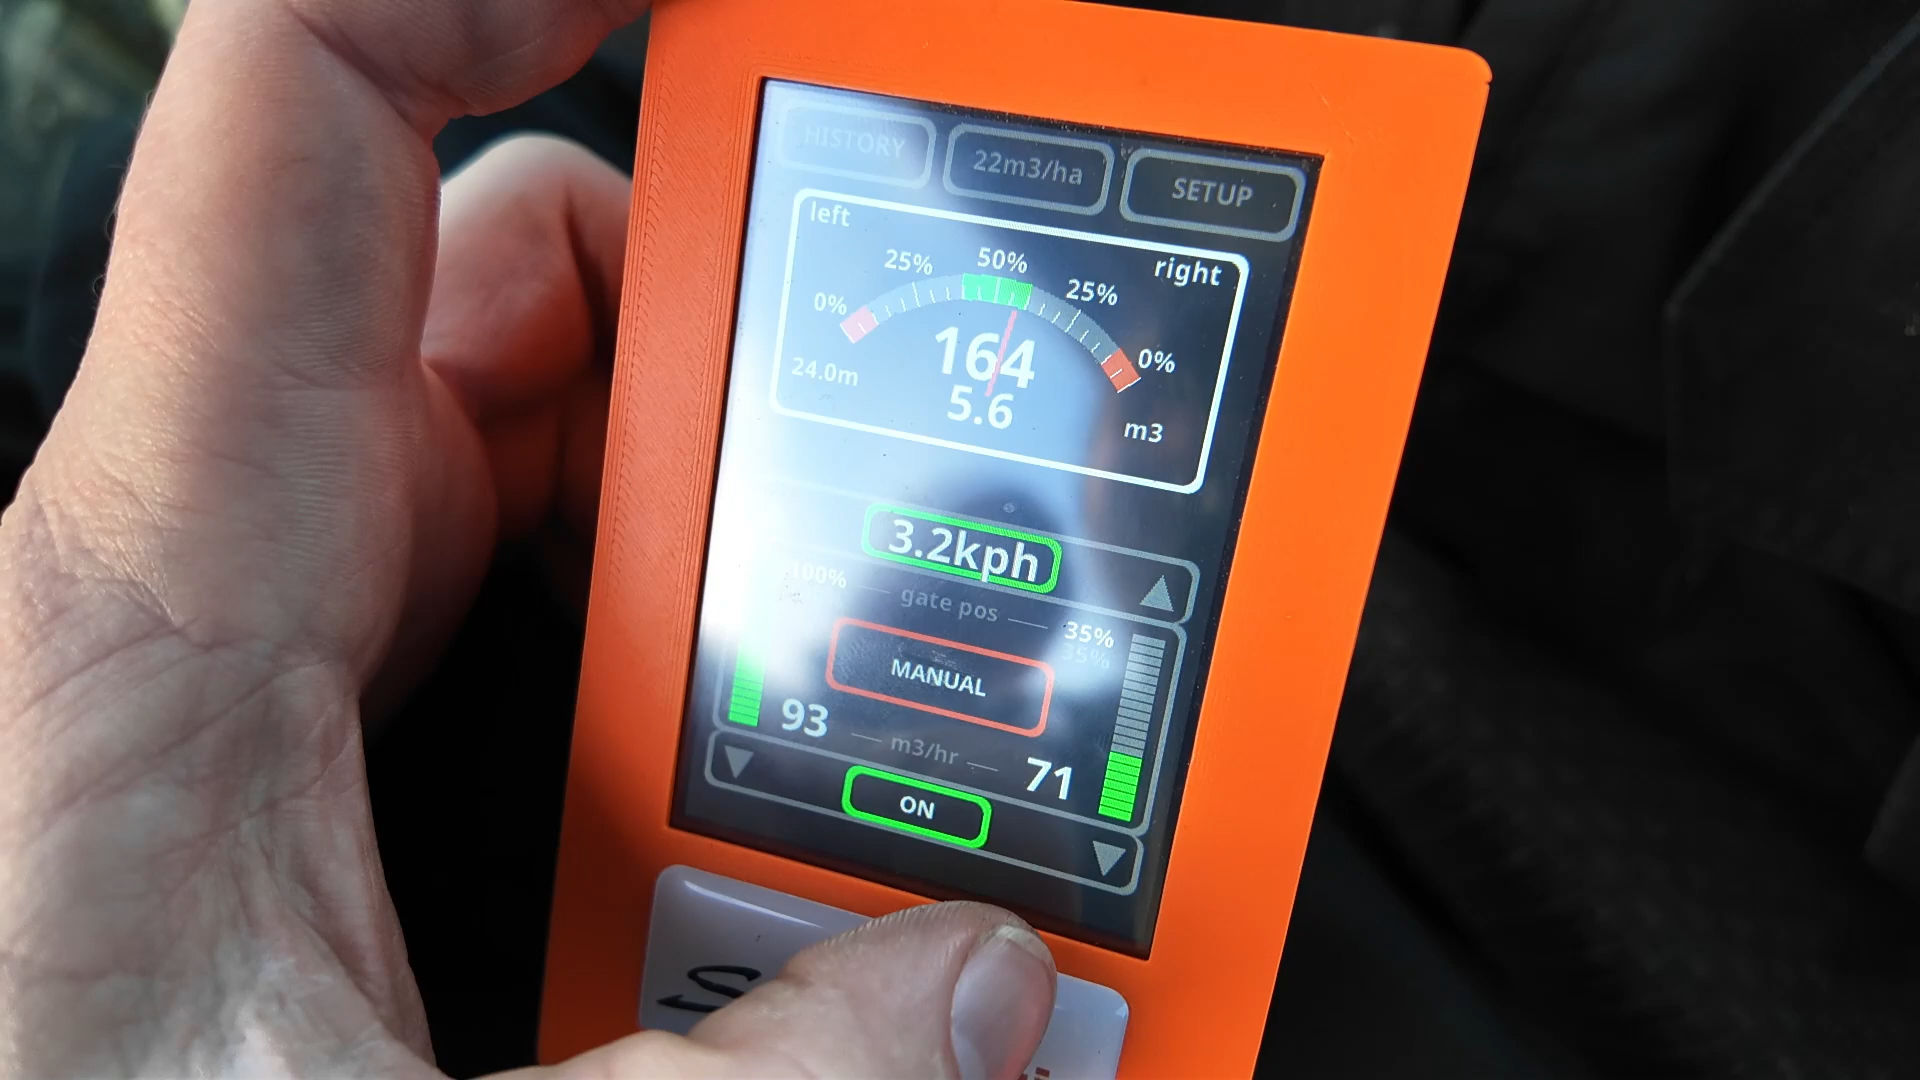 HISTORY 22m3/ha SETUP
left right
25% 50% 25%
0% 0%
164
24.0m 5.6 m3
3.2kph
100% gate pos 35%
35%
MANUAL
93 m3/hr 71
ON